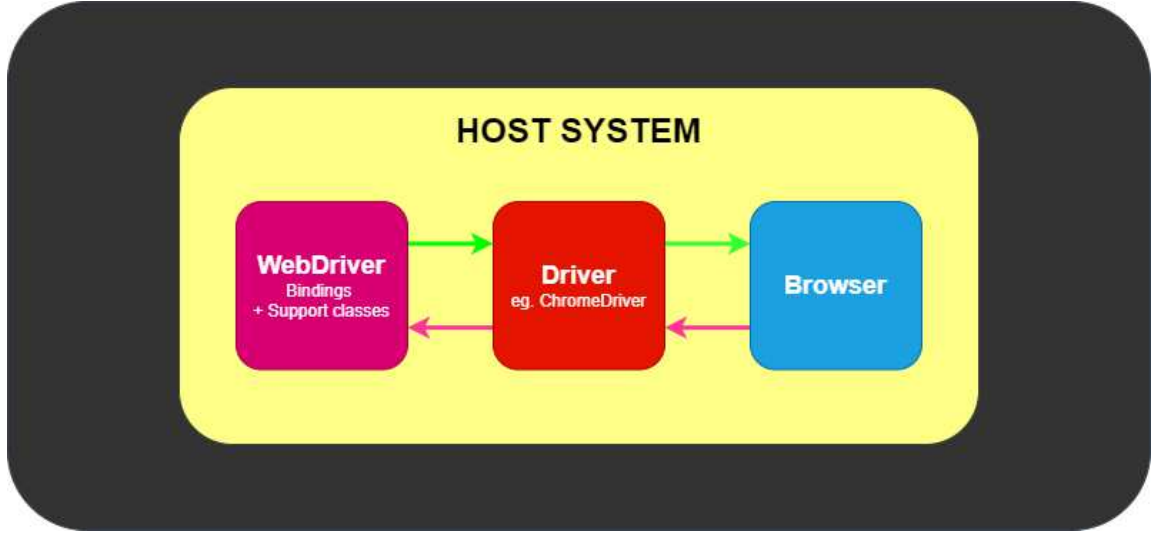 HOST SYSTEM
WebDriver
Bindings
+ Support classes
Driver
eg. ChromeDriver
Browser